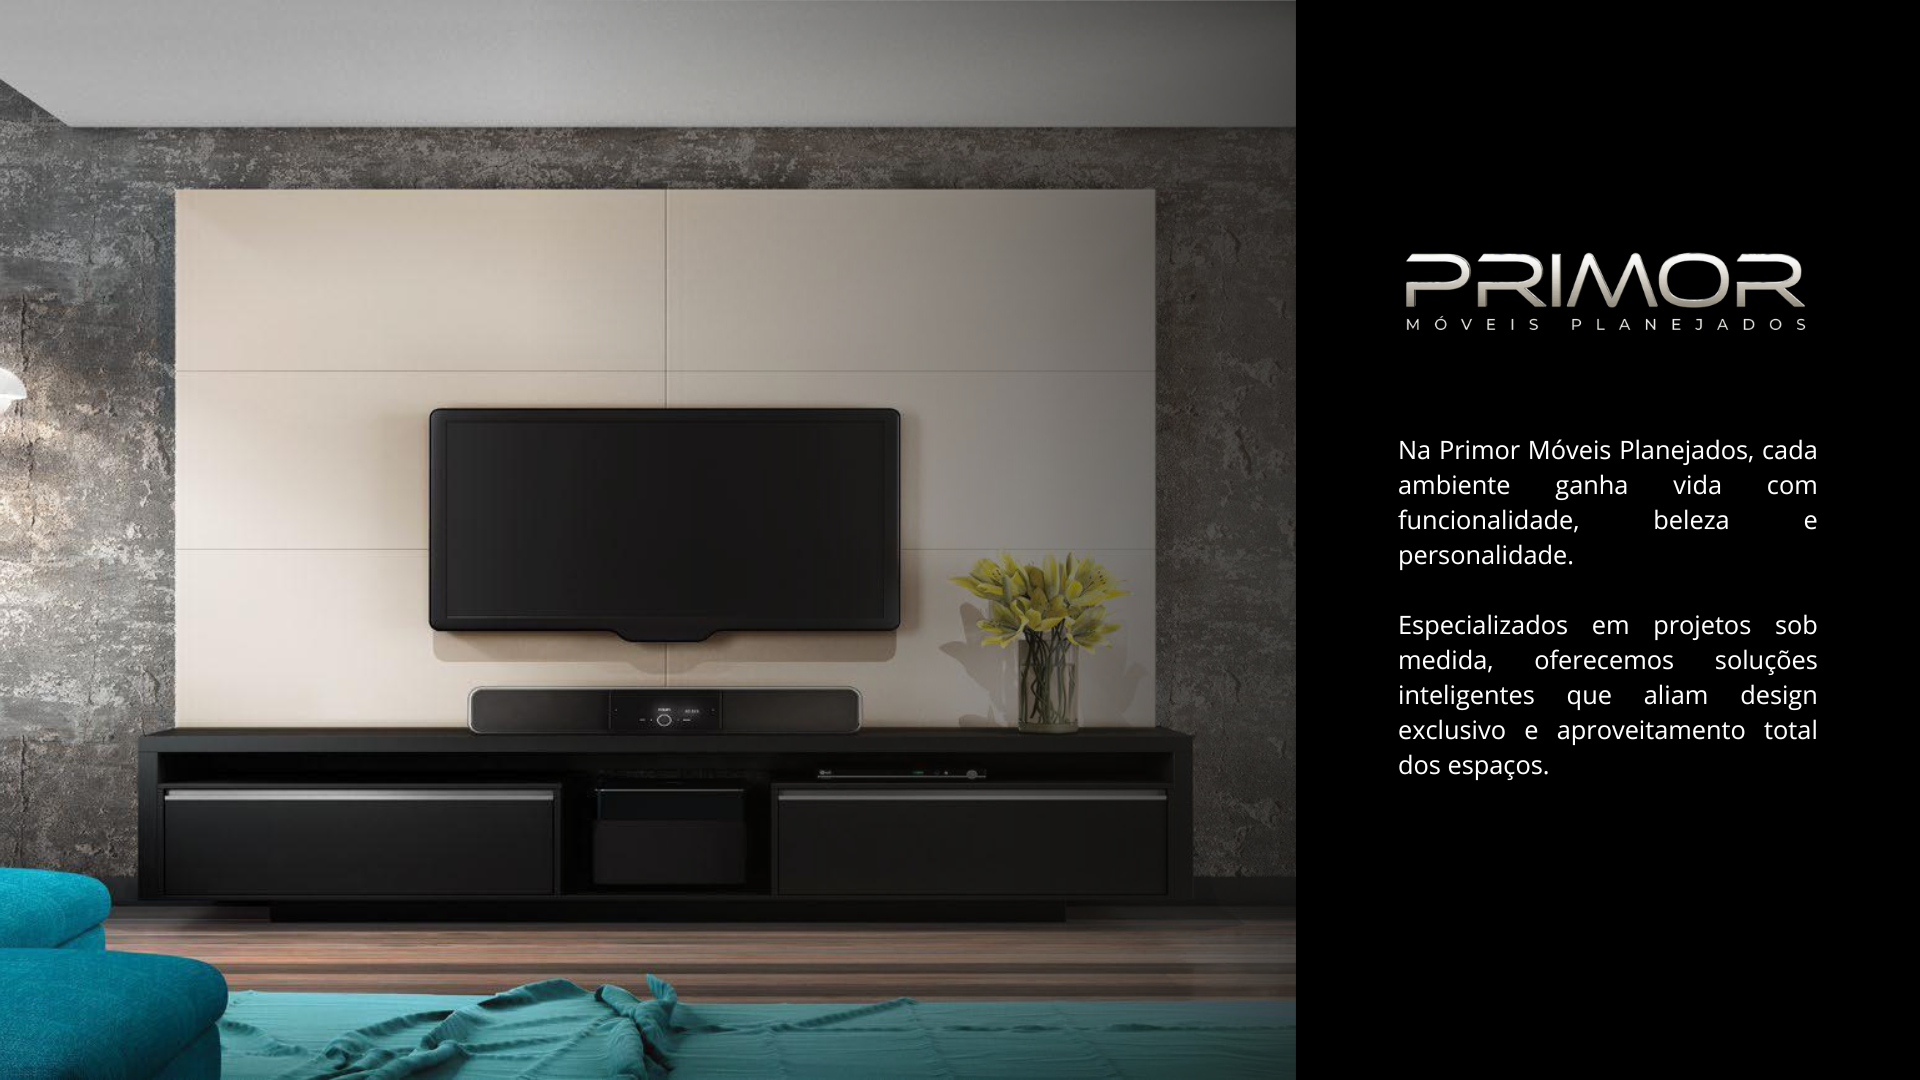 PRIMOR
MÓVEIS PLANEJADOS
Na Primor Móveis Planejados, cada
ambiente ganha vida com
funcionalidade, beleza e
personalidade.
Especializados em projetos sob
medida, oferecemos soluções
inteligentes que aliam design
exclusivo e aproveitamento total
dos espaços.